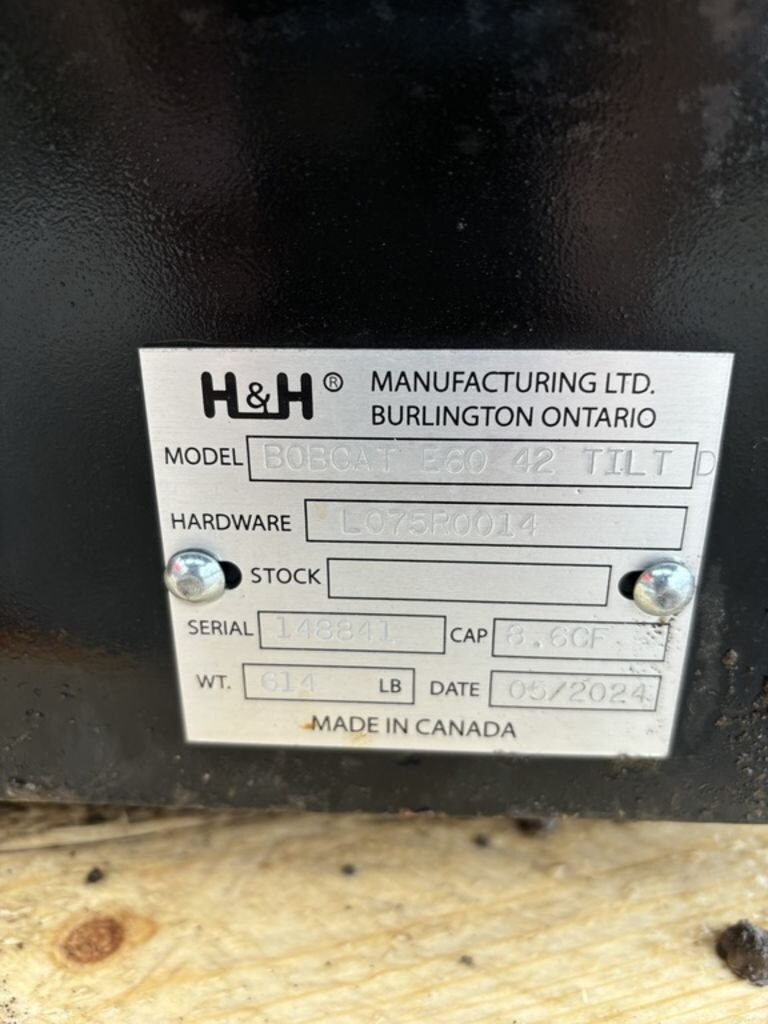 H&H® MANUFACTURING LTD.
BURLINGTON ONTARIO
MODEL BOBCAT E60 42 TILT D
HARDWARE L075R0014
STOCK
SERIAL 148841 CAP 8.6CF
WT. 614 LB DATE 05/2024
MADE IN CANADA